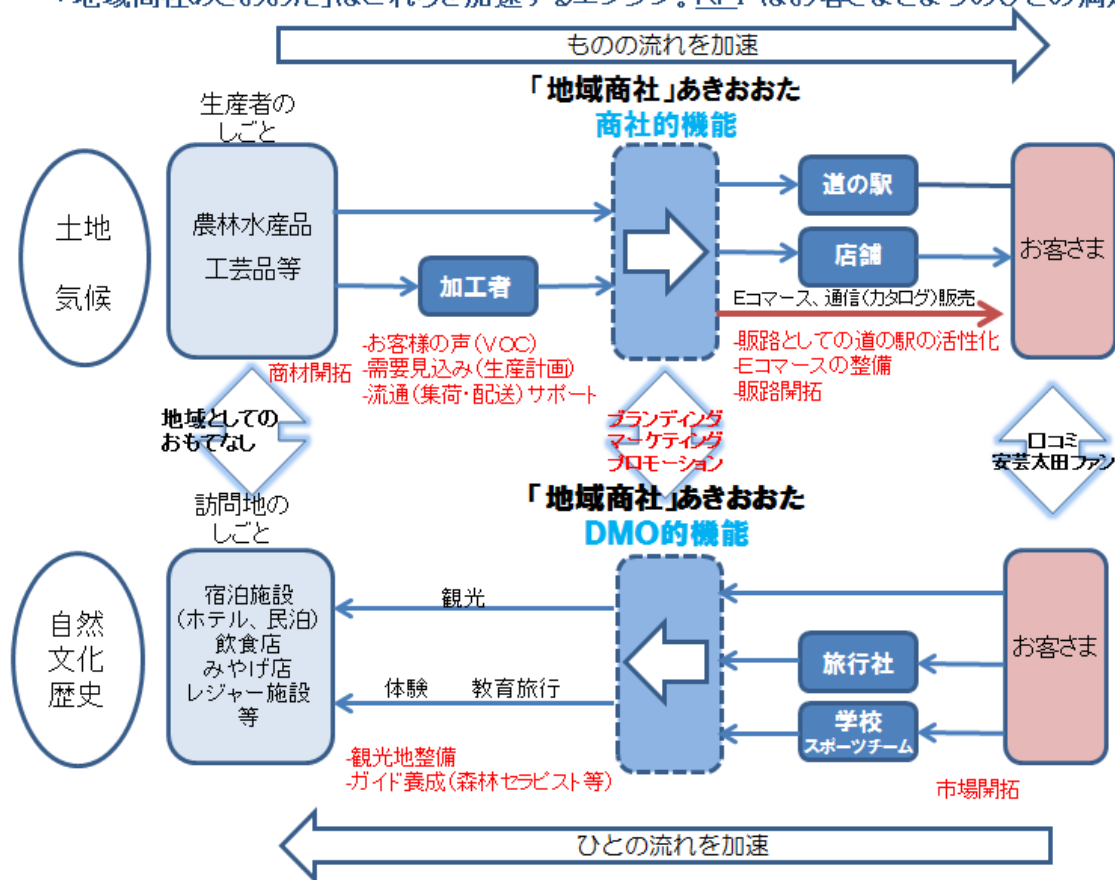 ものの流れを加速
「地域商社」あきおおた
商社的機能
生産者の
しごと
土地
気候
農林水産品
工芸品等
加工者
道の駅
店舗
お客さま
Eコマース、通信(カタログ)販売
商材開拓
-お客様の声(VOC)
-需要見込み(生産計画)
-流通(集荷・配送)サポート
-販路としての道の駅の活性化
-Eコマースの整備
-販路開拓
地域としての
おもてなし
ブランディング
マーケティング
プロモーション
口コミ
安芸太田ファン
「地域商社」あきおおた
DMO的機能
訪問地の
しごと
自然
文化
歴史
宿泊施設
(ホテル、民泊)
飲食店
みやげ店
レジャー施設
等
観光
体験 教育旅行
旅行社
学校
スポーツチーム
お客さま
-観光地整備
-ガイド養成(森林セラピスト等)
市場開拓
ひとの流れを加速